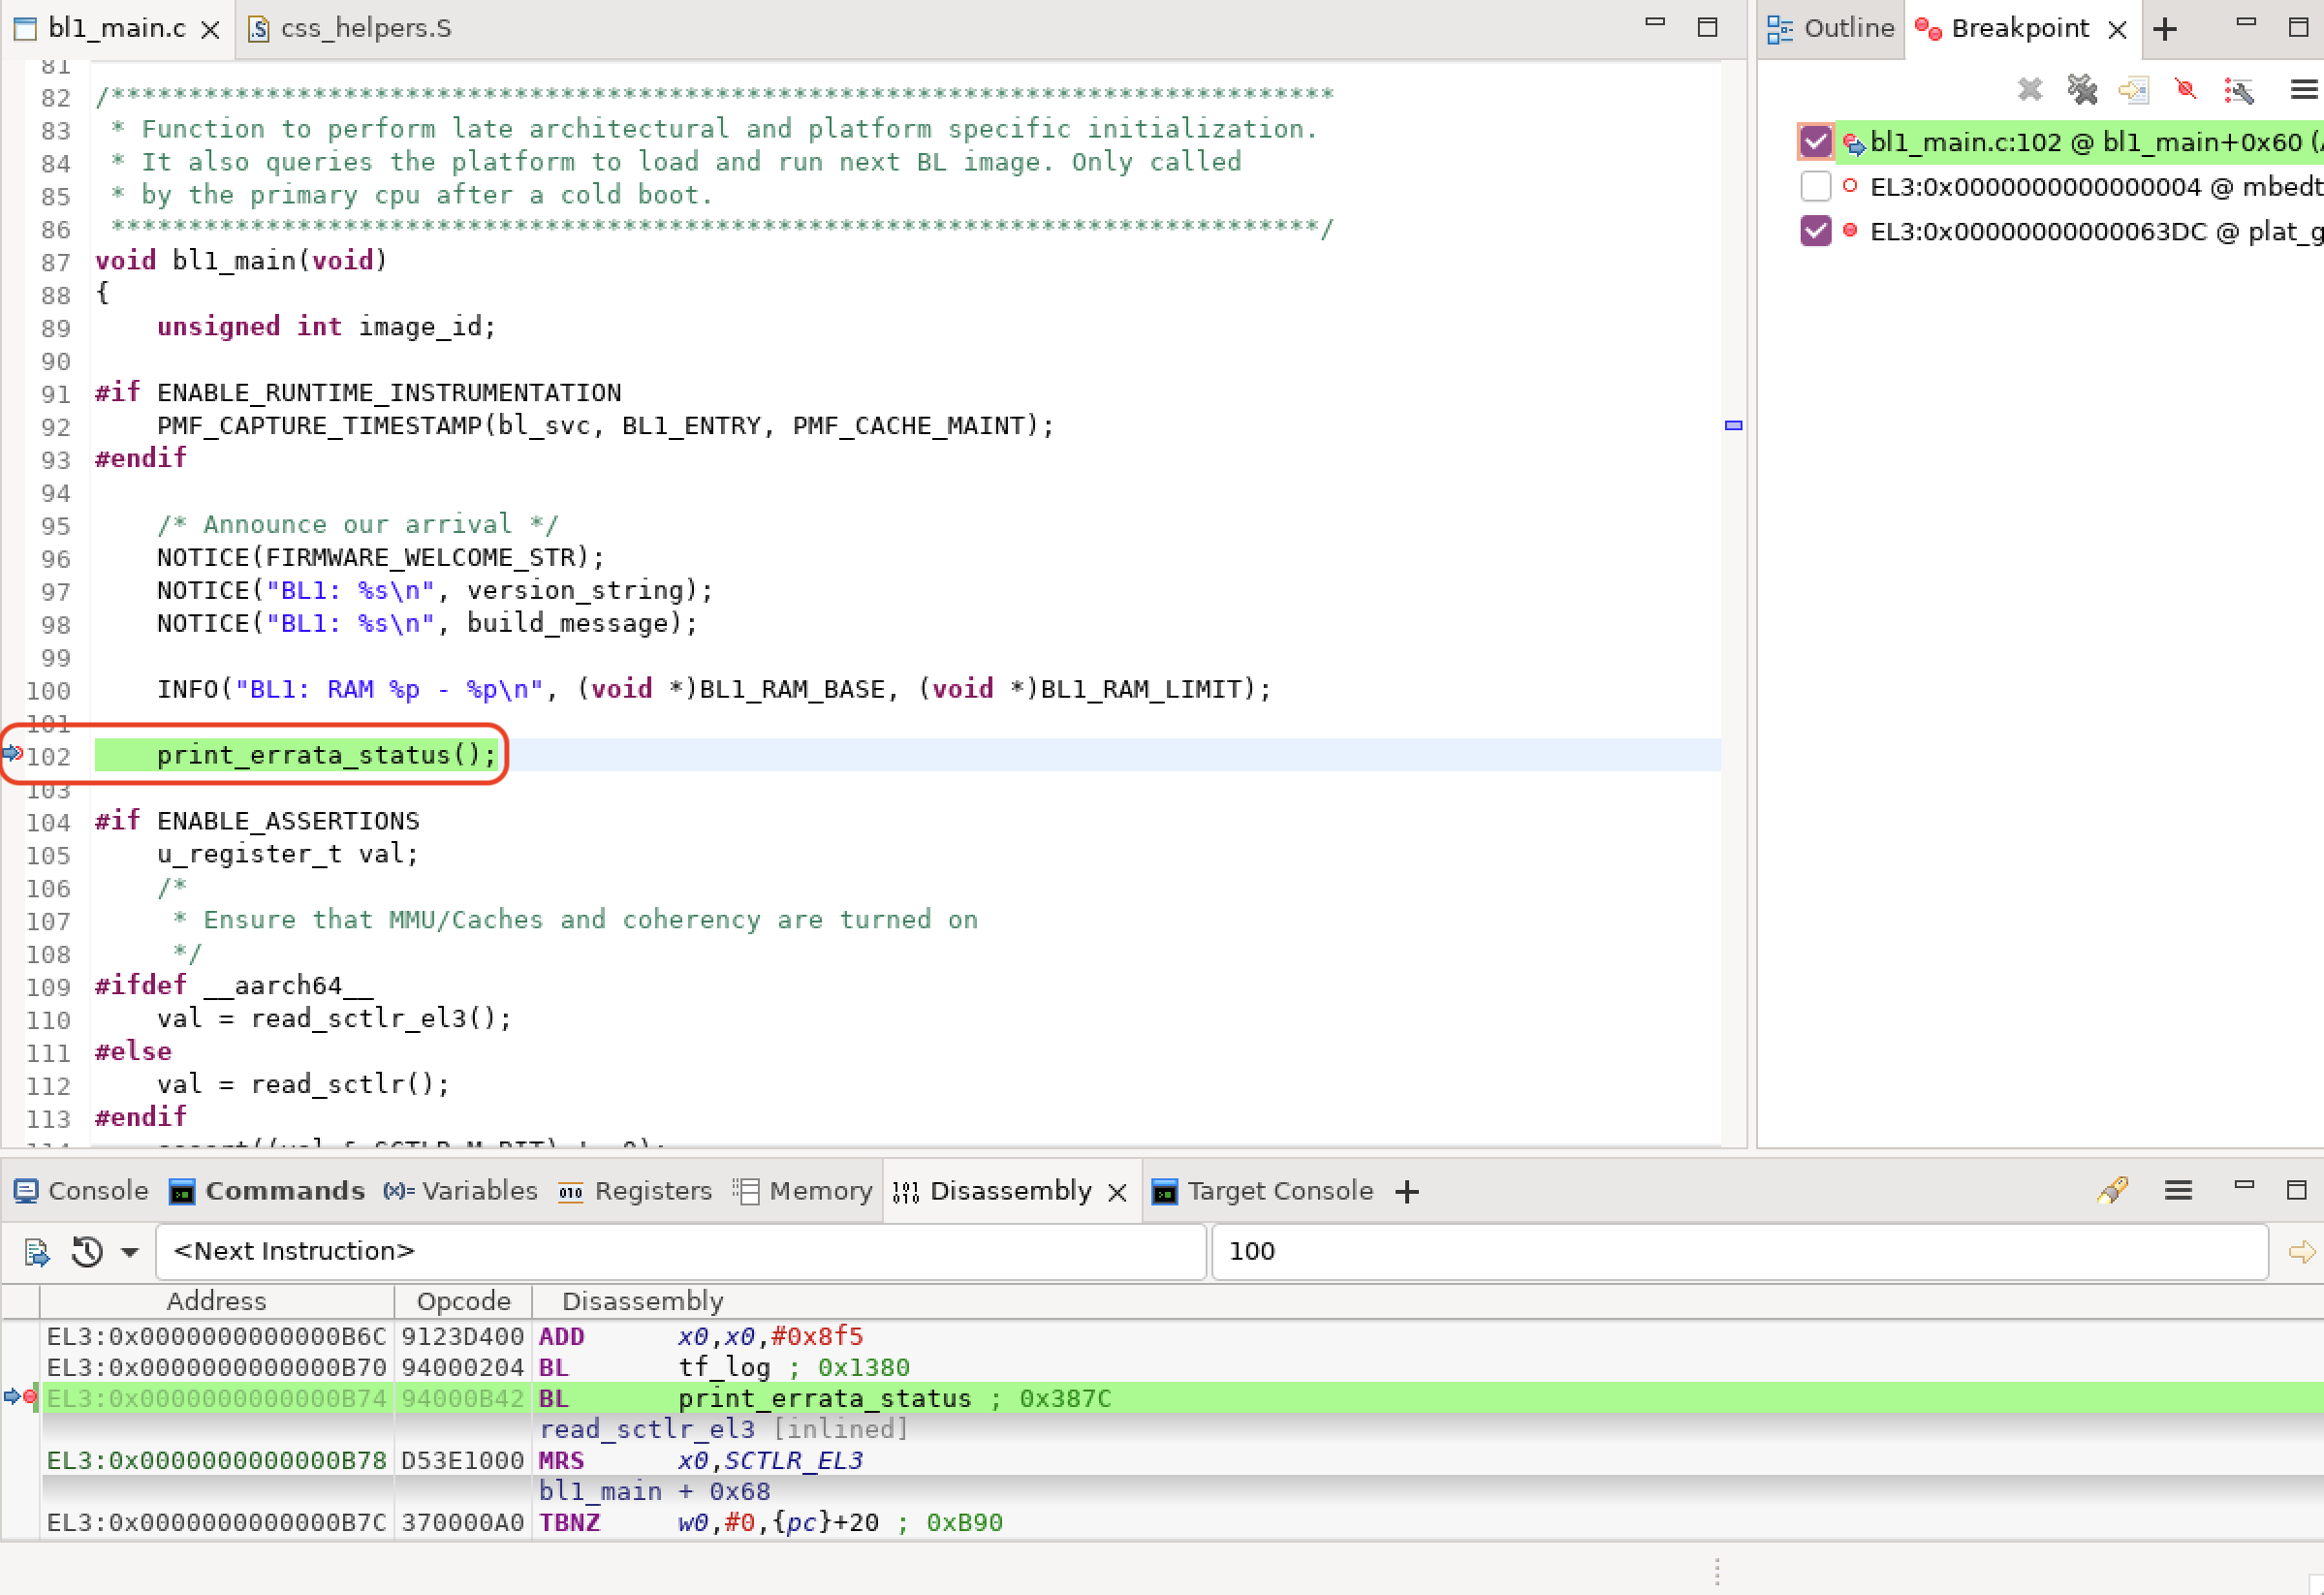 bl1_main.c
css_helpers.S
Outline
Breakpoint
81
82 /*******************************************************************************
83  * Function to perform late architectural and platform specific initialization.
84  * It also queries the platform to load and run next BL image. Only called
85  * by the primary cpu after a cold boot.
86  ******************************************************************************/
87 void bl1_main(void)
88 {
89     unsigned int image_id;
90
91 #if ENABLE_RUNTIME_INSTRUMENTATION
92     PMF_CAPTURE_TIMESTAMP(bl_svc, BL1_ENTRY, PMF_CACHE_MAINT);
93 #endif
94
95     /* Announce our arrival */
96     NOTICE(FIRMWARE_WELCOME_STR);
97     NOTICE("BL1: %s\n", version_string);
98     NOTICE("BL1: %s\n", build_message);
99
100     INFO("BL1: RAM %p - %p\n", (void *)BL1_RAM_BASE, (void *)BL1_RAM_LIMIT);
101
102     print_errata_status();
103
104 #if ENABLE_ASSERTIONS
105     u_register_t val;
106     /*
107      * Ensure that MMU/Caches and coherency are turned on
108      */
109 #ifdef __aarch64__
110     val = read_sctlr_el3();
111 #else
112     val = read_sctlr();
113 #endif
bl1_main.c:102 @ bl1_main+0x60 (
EL3:0x0000000000000004 @ mbedt
EL3:0x00000000000063DC @ plat_g
Console
Commands
Variables
Registers
Memory
Disassembly
Target Console
<Next Instruction>
100
Address Opcode Disassembly
EL3:0x0000000000000B6C 9123D400 ADD x0,x0,#0x8f5
EL3:0x0000000000000B70 94000204 BL tf_log ; 0x1380
EL3:0x0000000000000B74 94000B42 BL print_errata_status ; 0x387C
read_sctlr_el3 [inlined]
EL3:0x0000000000000B78 D53E1000 MRS x0,SCTLR_EL3
bl1_main + 0x68
EL3:0x0000000000000B7C 370000A0 TBNZ w0,#0,{pc}+20 ; 0xB90